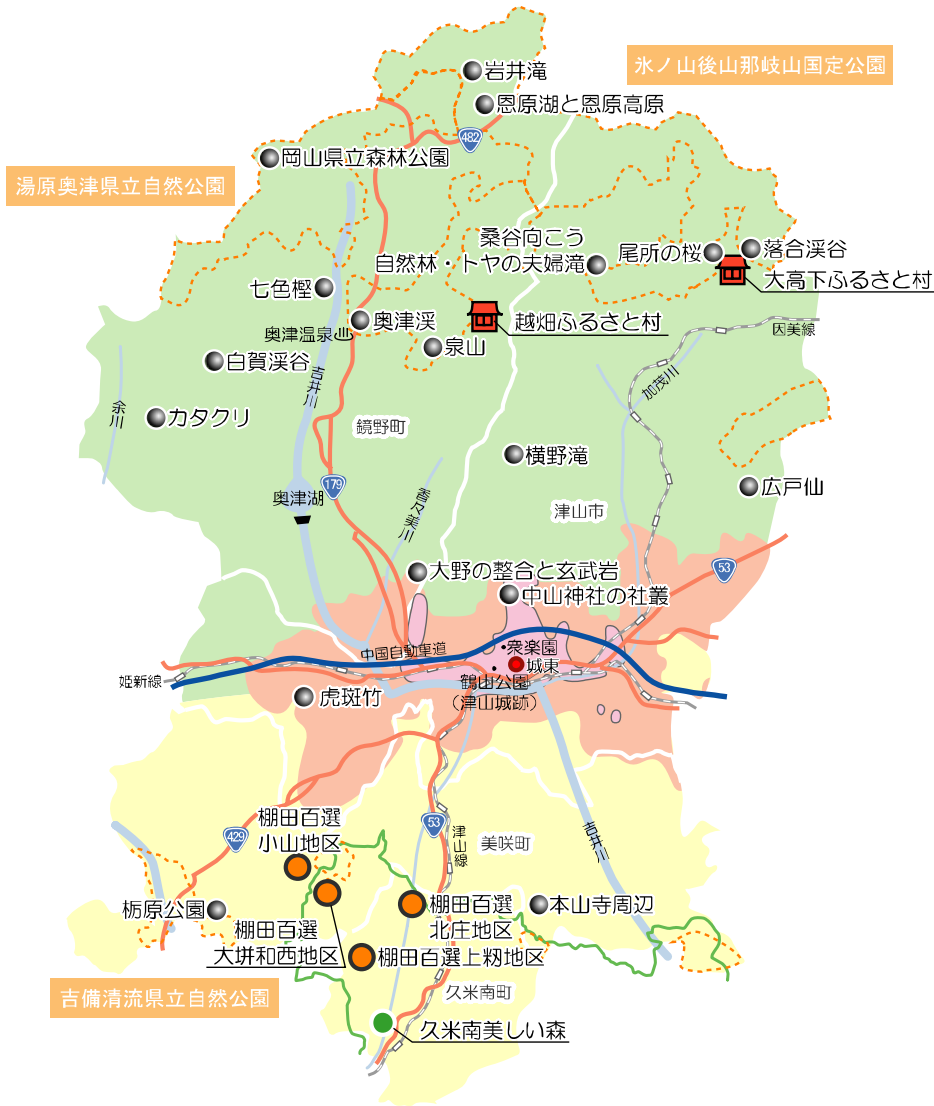 岩井滝
氷ノ山後山那岐山国定公園
恩原湖と恩原高原
482
岡山県立森林公園
湯原奥津県立自然公園
桑谷向こう
自然林・トヤの夫婦滝
尾所の桜
落合渓谷
大高下ふるさと村
七色樫
奥津渓
越畑ふるさと村
因美線
奥津温泉
泉山
白賀渓谷
吉井川
加茂川
余川
カタクリ
鏡野町
横野滝
179
広戸仙
奥津湖
香々美川
津山市
53
大野の整合と玄武岩
中山神社の社叢
衆楽園
中国自動車道
城東
姫新線
鶴山公園
(津山城跡)
虎斑竹
棚田百選
小山地区
429
53
津山線
美咲町
吉井川
栃原公園
棚田百選
大垪和西地区
棚田百選
北庄地区
本山寺周辺
棚田百選上籾地区
吉備清流県立自然公園
久米南町
久米南美しい森